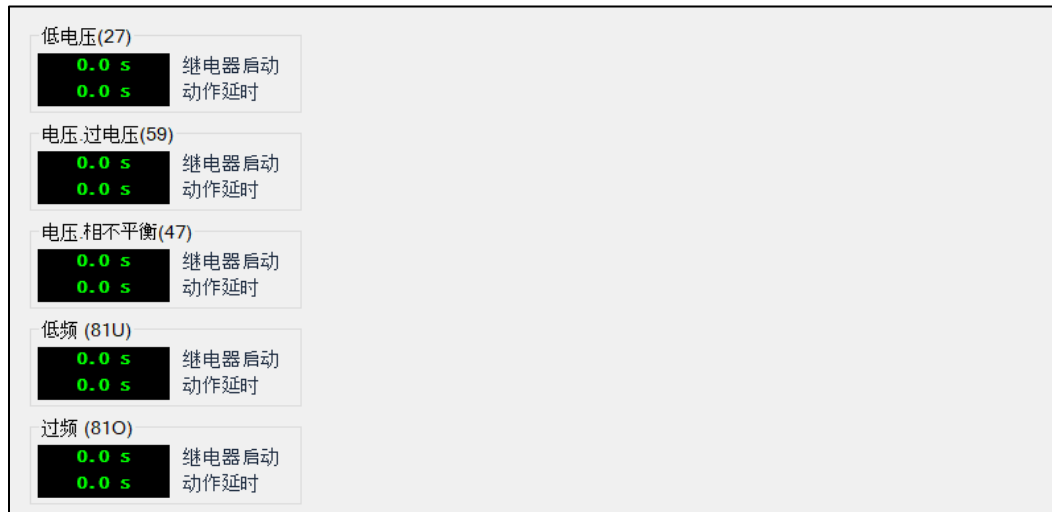 低电压(27)
0.0 s 继电器启动
0.0 s 动作延时
电压.过电压(59)
0.0 s 继电器启动
0.0 s 动作延时
电压.相不平衡(47)
0.0 s 继电器启动
0.0 s 动作延时
低频 (81U)
0.0 s 继电器启动
0.0 s 动作延时
过频 (81O)
0.0 s 继电器启动
0.0 s 动作延时